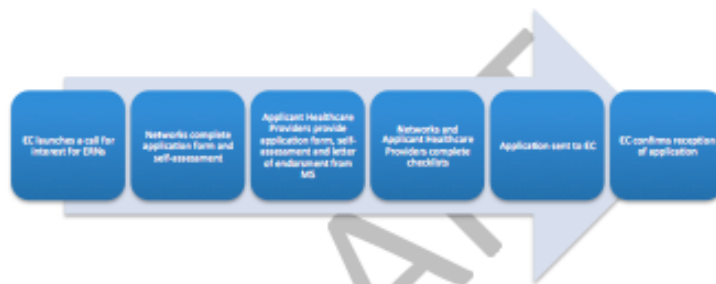 EC launches a call for
interest for ERNs
Networks complete
application form and
self-assessment
Applicant Healthcare
Providers provide
application form, self-
assessment and letter
of endorsment from
MS
Networks and
Applicant Healthcare
Providers complete
checklists
Application sent to EC
EC confirms reception
of application